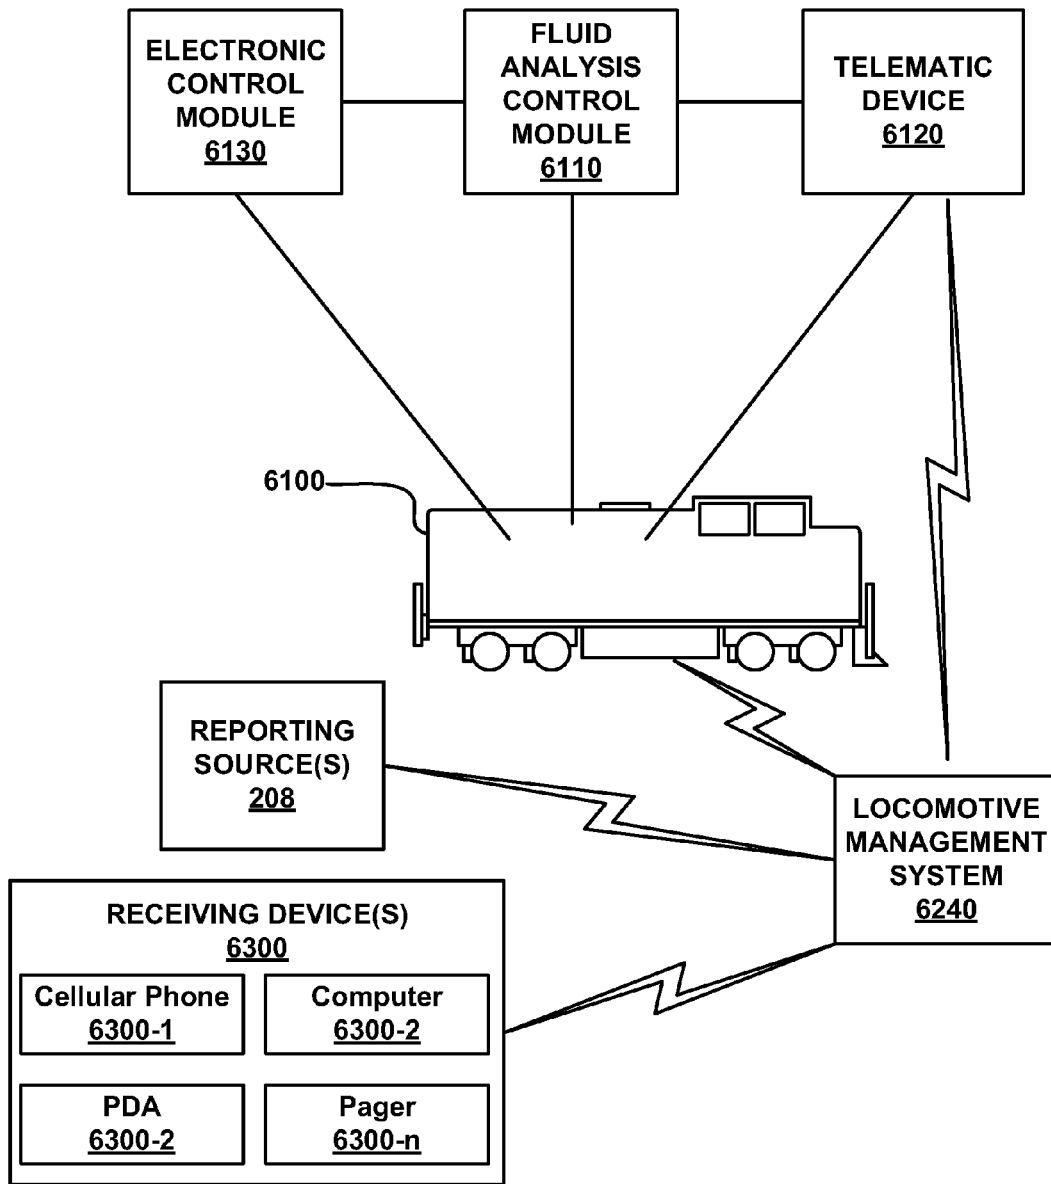 ELECTRONIC
CONTROL
MODULE
6130
FLUID
ANALYSIS
CONTROL
MODULE
6110
TELEMATIC
DEVICE
6120
6100
REPORTING
SOURCE(S)
208
LOCOMOTIVE
MANAGEMENT
SYSTEM
6240
RECEIVING DEVICE(S)
6300
Cellular Phone
6300-1
Computer
6300-2
PDA
6300-2
Pager
6300-n